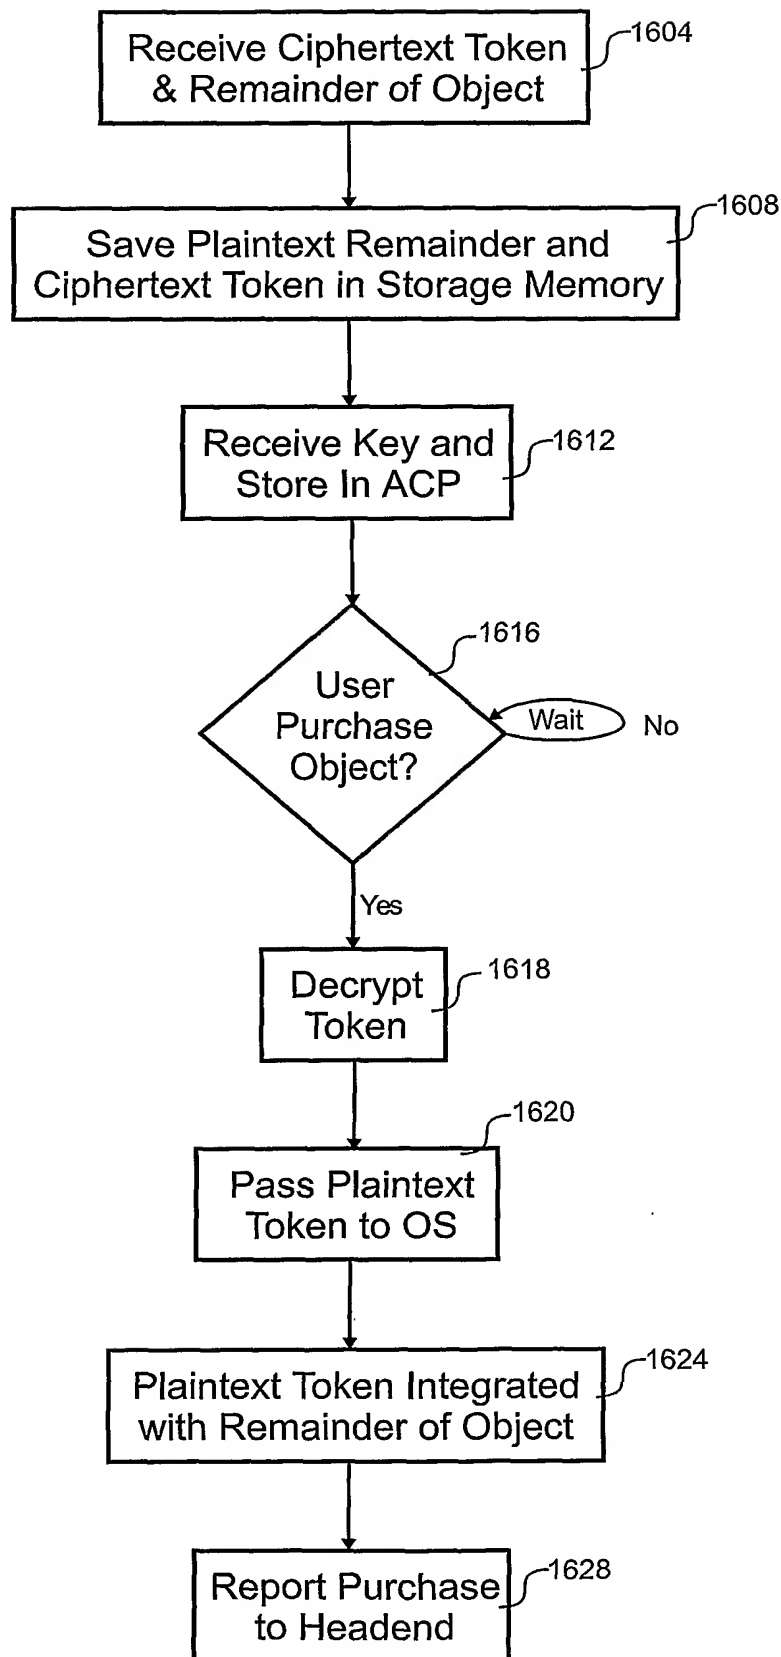 Receive Ciphertext Token
& Remainder of Object
1604
Save Plaintext Remainder and
Ciphertext Token in Storage Memory
1608
Receive Key and
Store In ACP
1612
User
Purchase
Object?
1616
Wait
No
Yes
Decrypt
Token
1618
Pass Plaintext
Token to OS
1620
Plaintext Token Integrated
with Remainder of Object
1624
Report Purchase
to Headend
1628